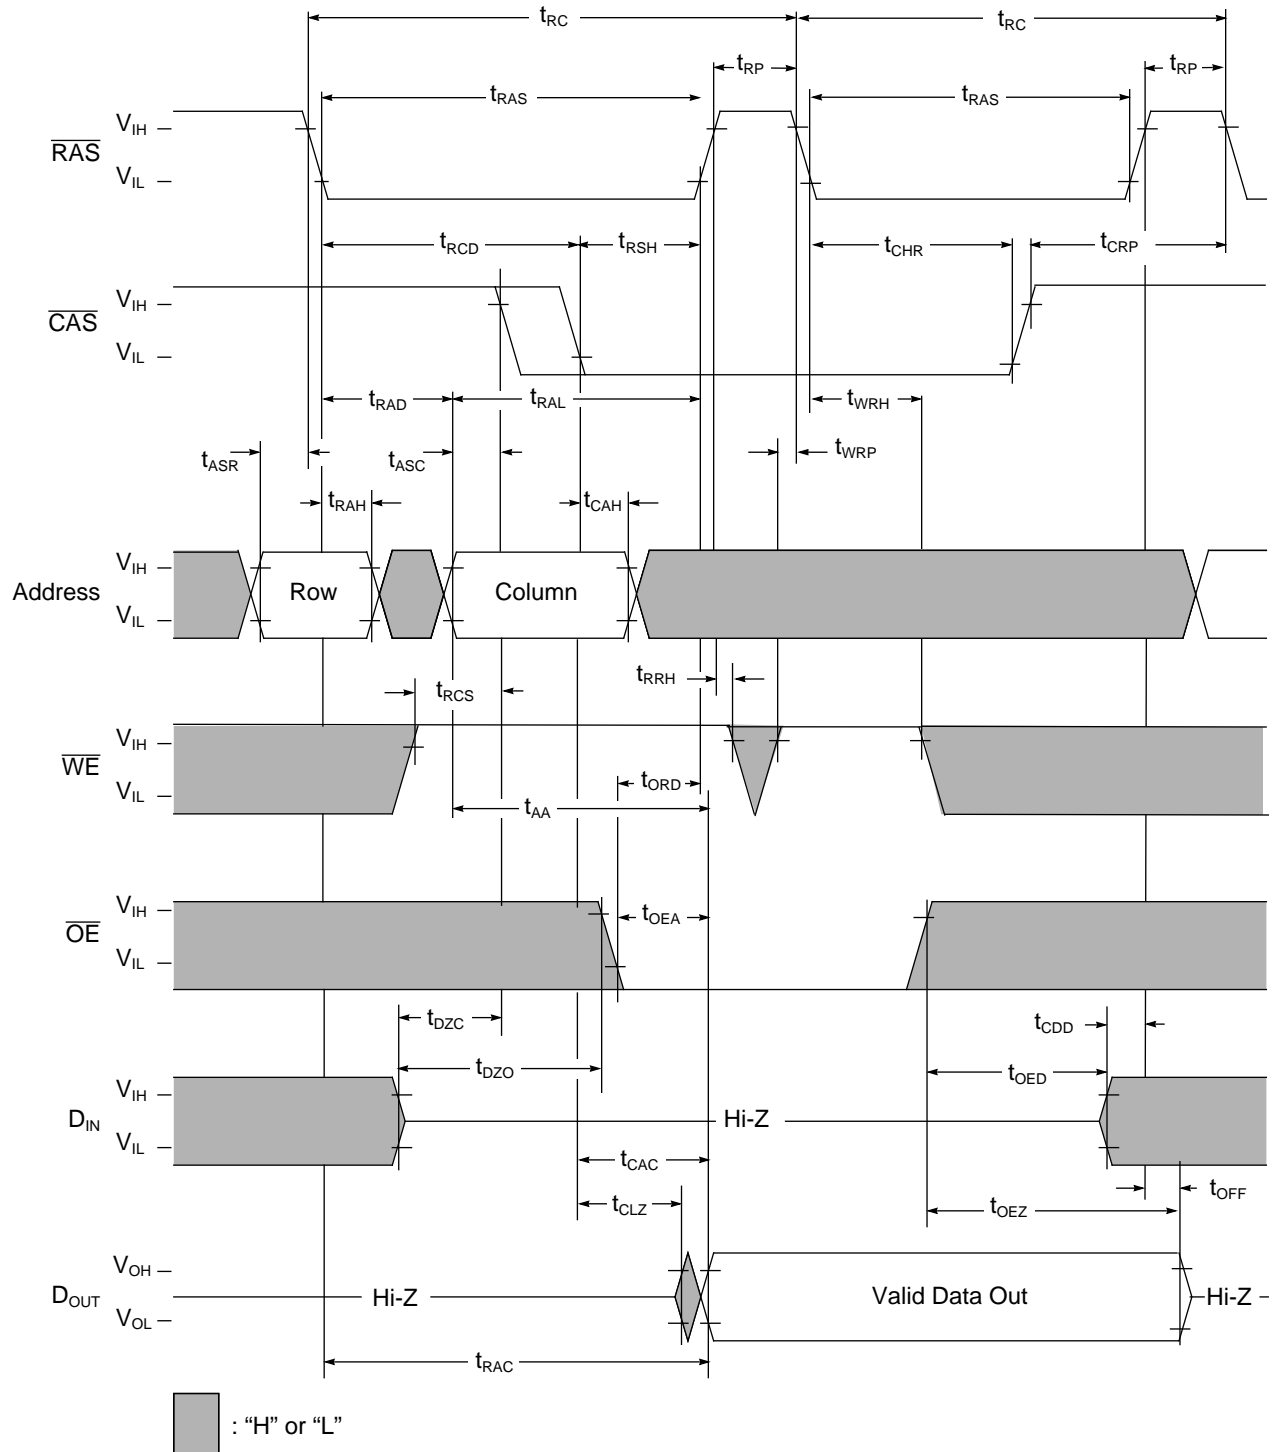 tRC tRC
tRP tRP
tRAS tRAS
RAS VIH
VIL
tRCD tRSH tCHR tCRP
CAS VIH
VIL
tRAD tRAL tWRH
tASR tASC tWRP
tRAH tCAH
Address VIH
VIL
Row Column
tRRH
tRCS
WE VIH
VIL
tORD
tAA
OE VIH
VIL
tOEA
tDZC tCDD
tDZO tOED
DIN VIH
VIL
Hi-Z
tCAC
tCLZ tOEZ tOFF
DOUT VOH
VOL
Hi-Z Valid Data Out Hi-Z
tRAC
: “H” or “L”